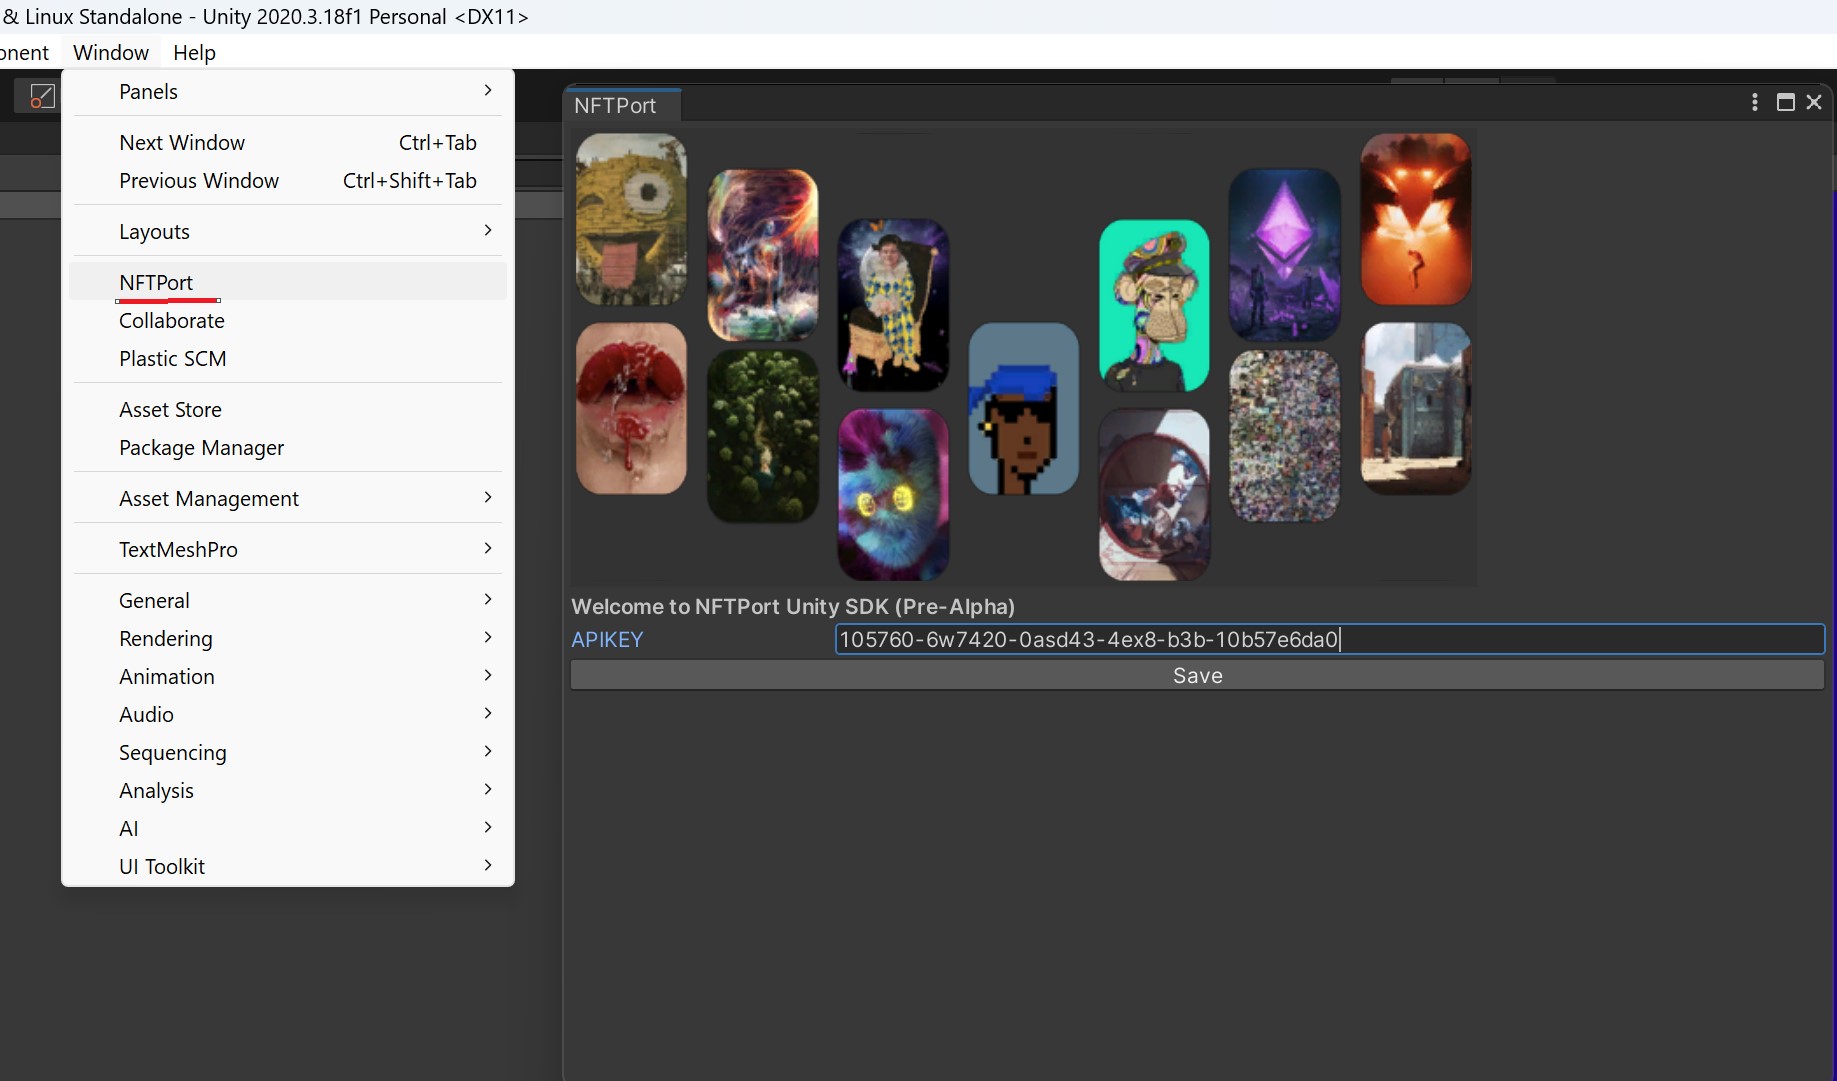 & Linux Standalone - Unity 2020.3.18f1 Personal <DX11>
onent Window Help
Panels
Next Window Ctrl+Tab
Previous Window Ctrl+Shift+Tab
Layouts
NFTPort
Collaborate
Plastic SCM
Asset Store
Package Manager
Asset Management
TextMeshPro
General
Rendering
Animation
Audio
Sequencing
Analysis
AI
UI Toolkit
NFTPort
Welcome to NFTPort Unity SDK (Pre-Alpha)
APIKEY 105760-6w7420-0asd43-4ex8-b3b-10b57e6da0
Save